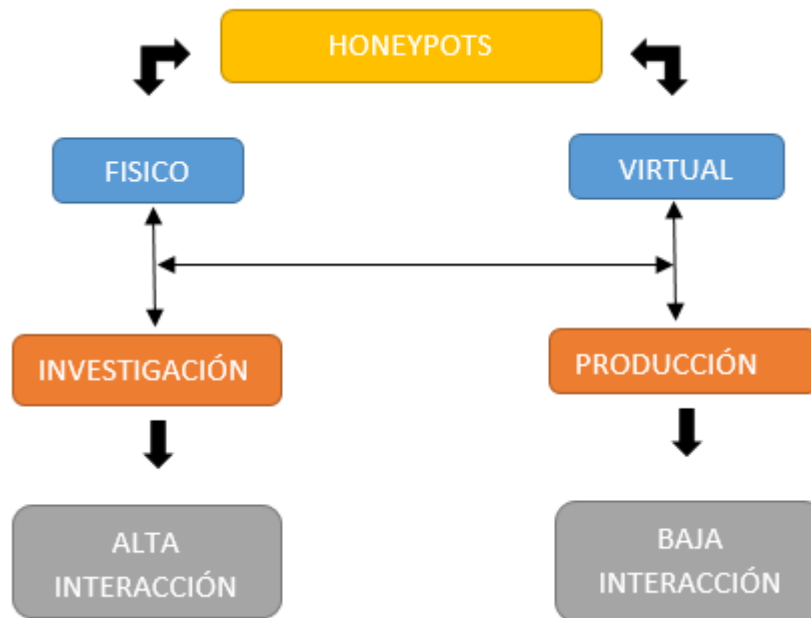 HONEYPOTS
FISICO
VIRTUAL
INVESTIGACIÓN
PRODUCCIÓN
ALTA
INTERACCIÓN
BAJA
INTERACCIÓN